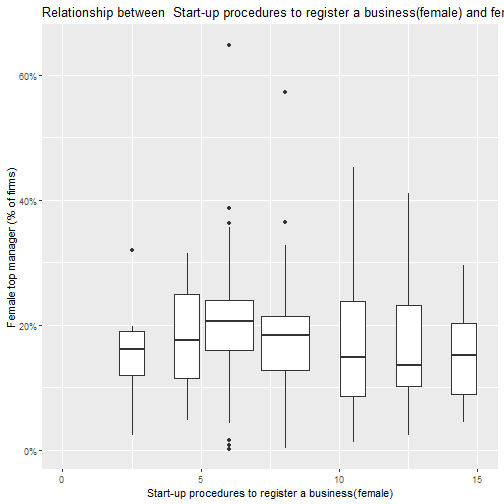 Relationship between  Start-up procedures to register a business(female) and fer
60%
40%
20%
0%
Female top manager (% of firms)
0
5
10
15
Start-up procedures to register a business(female)